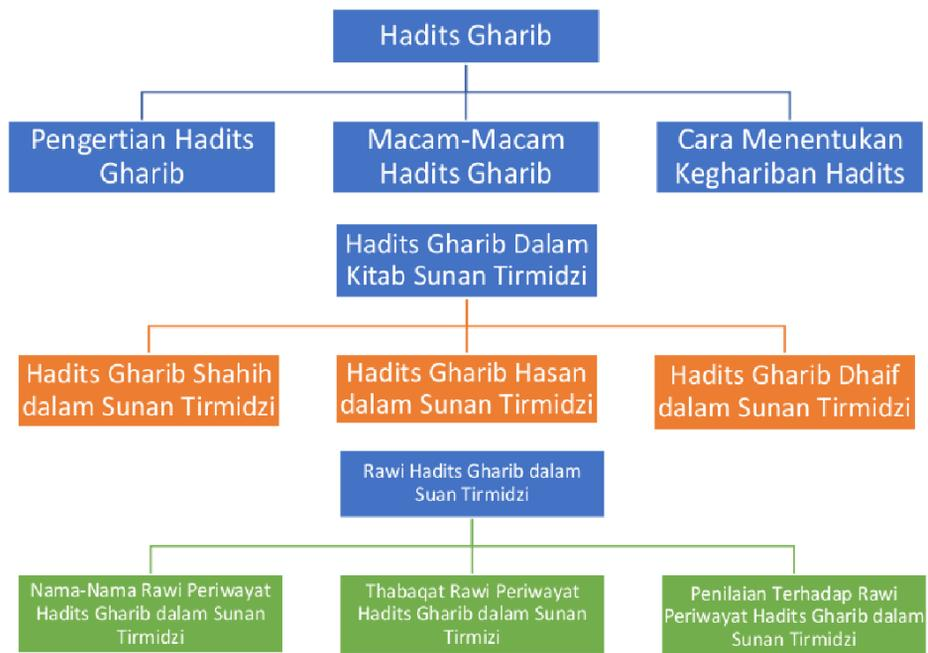 Hadits Gharib
Pengertian Hadits
Gharib
Macam-Macam
Hadits Gharib
Cara Menentukan
Keghariban Hadits
Hadits Gharib Dalam
Kitab Sunan Tirmidzi
Hadits Gharib Shahih
dalam Sunan Tirmidzi
Hadits Gharib Hasan
dalam Sunan Tirmidzi
Hadits Gharib Dhaif
dalam Sunan Tirmidzi
Rawi Hadits Gharib dalam
Suan Tirmidzi
Nama-Nama Rawi Periwayat
Hadits Gharib dalam Sunan
Tirmidzi
Thabaqat Rawi Periwayat
Hadits Gharib dalam Sunan
Tirmizi
Penilaian Terhadap Rawi
Periwayat Hadits Gharib dalam
Sunan Tirmidzi